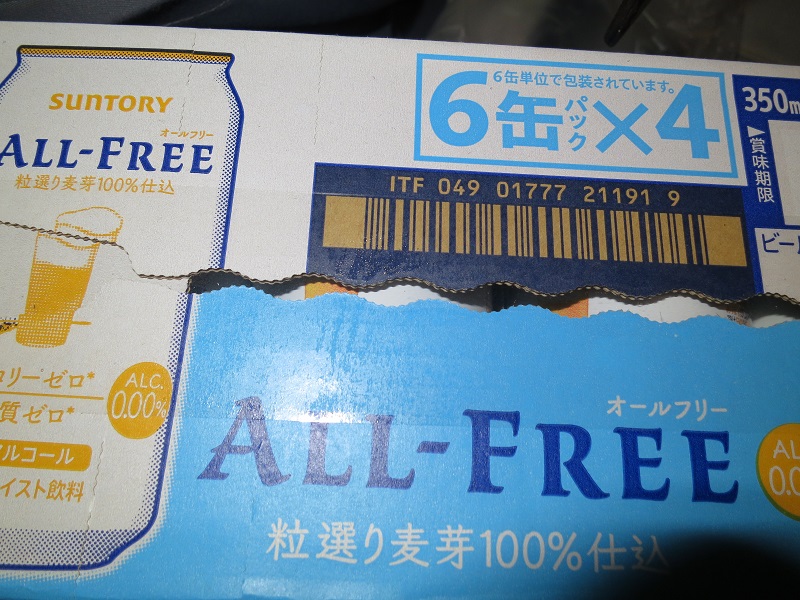 SUNTORY
オールフリー
ALL-FREE
粒選り麦芽100%仕込
ALC.
0.00%
リーゼロ*
質ゼロ*
アルコール
イスト飲料
6缶単位で包装されています。
6缶パック×4
350m
▶賞味期限
ビール
ITF 049 01777 21191 9
オールフリー
ALL-FREE
粒選り麦芽100%仕込
AL
0.0